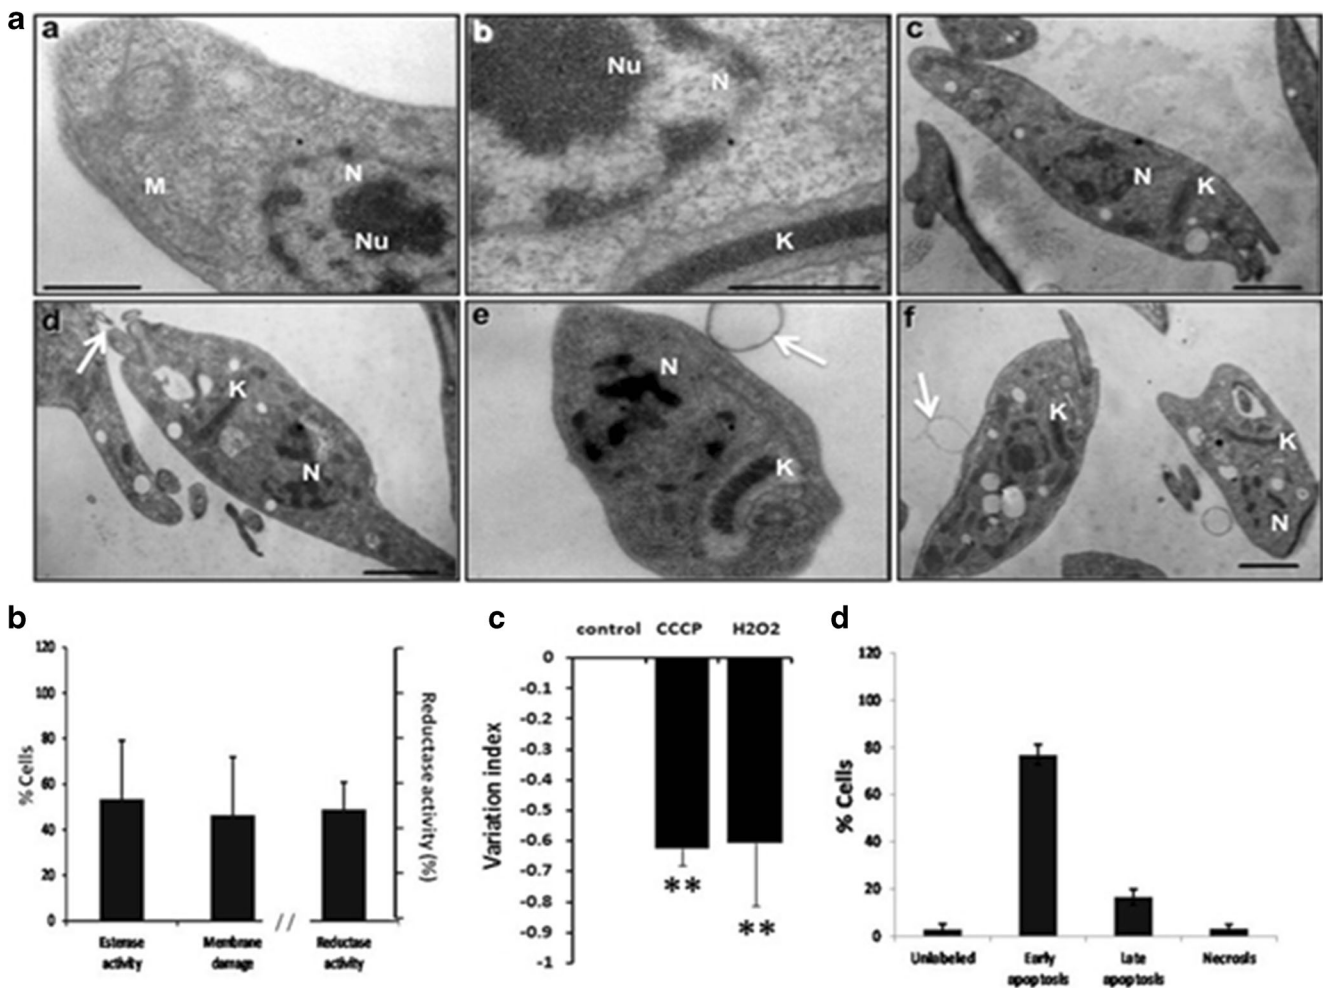 a
a
M
N
Nu
b
Nu
N
K
c
N
K
d
K
N
e
N
K
f
K
K
N
b
120
100
80
60
40
20
0
% Cells
Reductase activity (%)
Esterase activity
Membrane damage
//
Reductase activity
c
control CCCP H2O2
0
-0.1
-0.2
-0.3
-0.4
-0.5
-0.6
-0.7
-0.8
-0.9
-1
Variation index
**
**
d
120
100
80
60
40
20
0
% Cells
Unlabeled
Early apoptosis
Late apoptosis
Necrosis